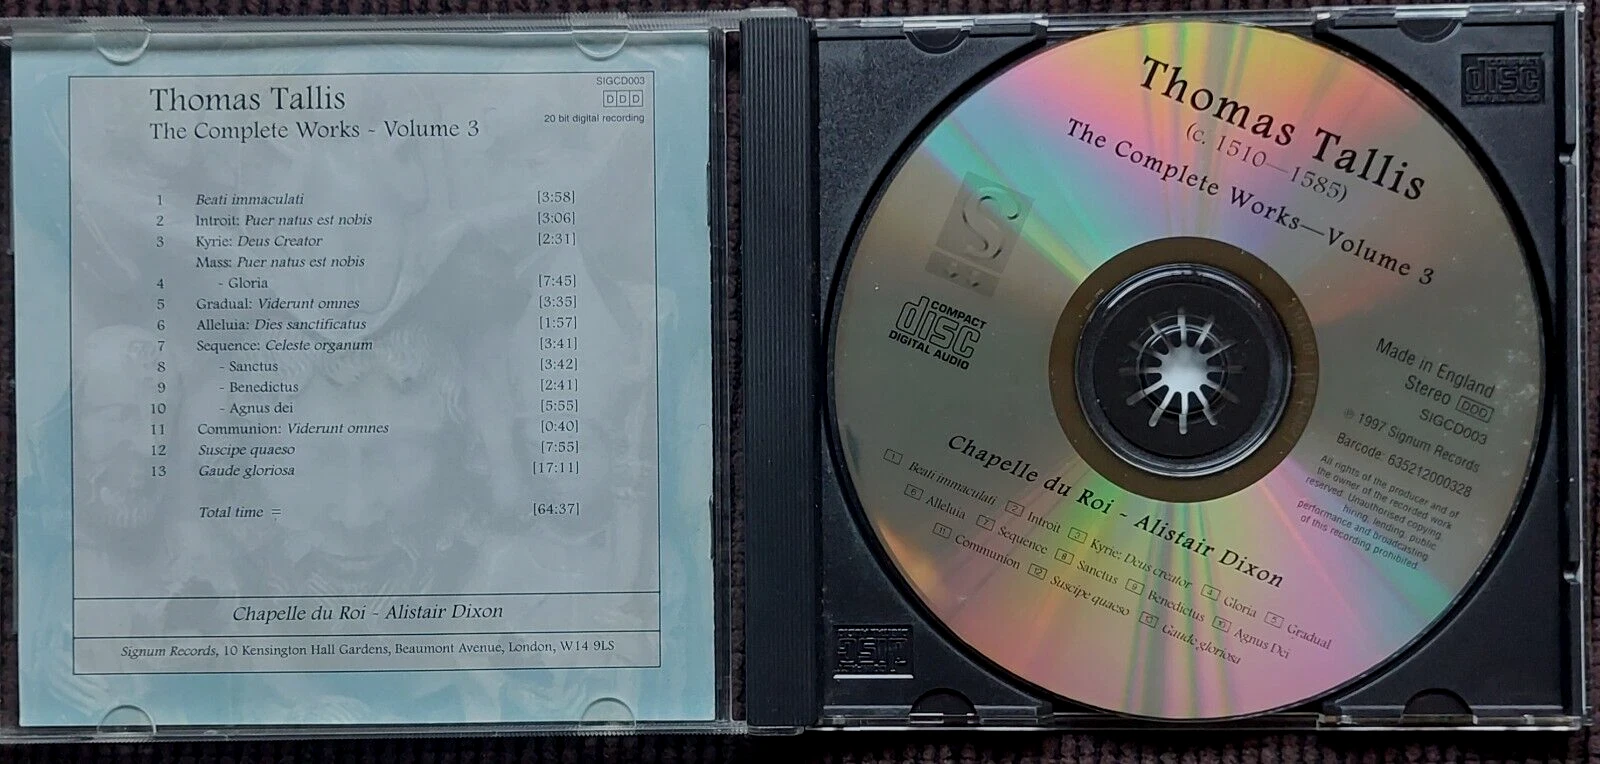 SIGCD003
DDD
20 bit digital recording
Thomas Tallis
The Complete Works ~ Volume 3
1 Beati immaculati [3:58]
2 Introit: Puer natus est nobis [3:06]
3 Kyrie: Deus Creator [2:31]
Mass: Puer natus est nobis
4 - Gloria [7:45]
5 Gradual: Viderunt omnes [3:35]
6 Alleluia: Dies sanctificatus [1:57]
7 Sequence: Celeste organum [3:41]
8 - Sanctus [3:42]
9 - Benedictus [2:41]
10 - Agnus dei [5:55]
11 Communion: Viderunt omnes [0:40]
12 Suscipe quaeso [7:55]
13 Gaude gloriosa [17:11]
Total time = [64:37]
Chapelle du Roi ~ Alistair Dixon
Signum Records, 10 Kensington Hall Gardens, Beaumont Avenue, London, W14 9LS
Thomas Tallis
(c. 1510—1585)
The Complete Works—Volume 3
S
COMPACT
disc
DIGITAL AUDIO
Made in England
Stereo DDD
SIGCD003
℗ 1997 Signum Records
Barcode: 635212000328
All rights of the producer and of
the owner of the recorded work
reserved. Unauthorised copying,
hiring, lending, public
performance and broadcasting
of this recording prohibited.
Chapelle du Roi ~ Alistair Dixon
1 Beati immaculati 2 Introit 3 Kyrie: Deus creator 4 Gloria 5 Gradual
6 Alleluia 7 Sequence 8 Sanctus 9 Benedictus 10 Agnus Dei
11 Communion 12 Suscipe quaeso 13 Gaude gloriosa
disc
disc